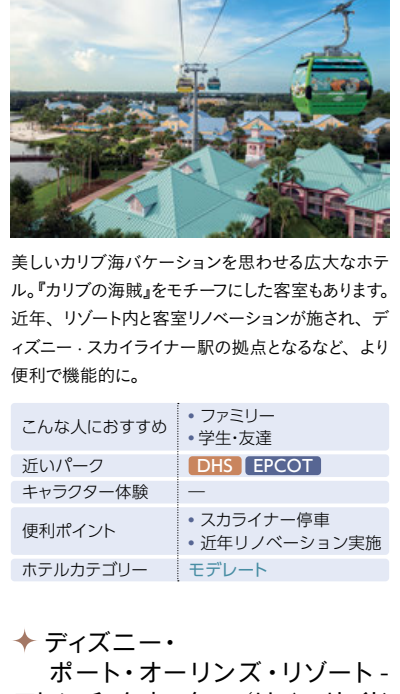 美しいカリブ海バケーションを思わせる広大なホテ
ル。『カリブの海賊』をモチーフにした客室もあります。
近年、リゾート内と客室リノベーションが施され、デ
ィズニー・スカイライナー駅の拠点となるなど、より
便利で機能的に。
こんな人におすすめ
• ファミリー
• 学生・友達
近いパーク
DHS EPCOT
キャラクター体験
―
便利ポイント
• スカライナー停車
• 近年リノベーション実施
ホテルカテゴリー
モデレート
ディズニー・
ポート・オーリンズ・リゾート -